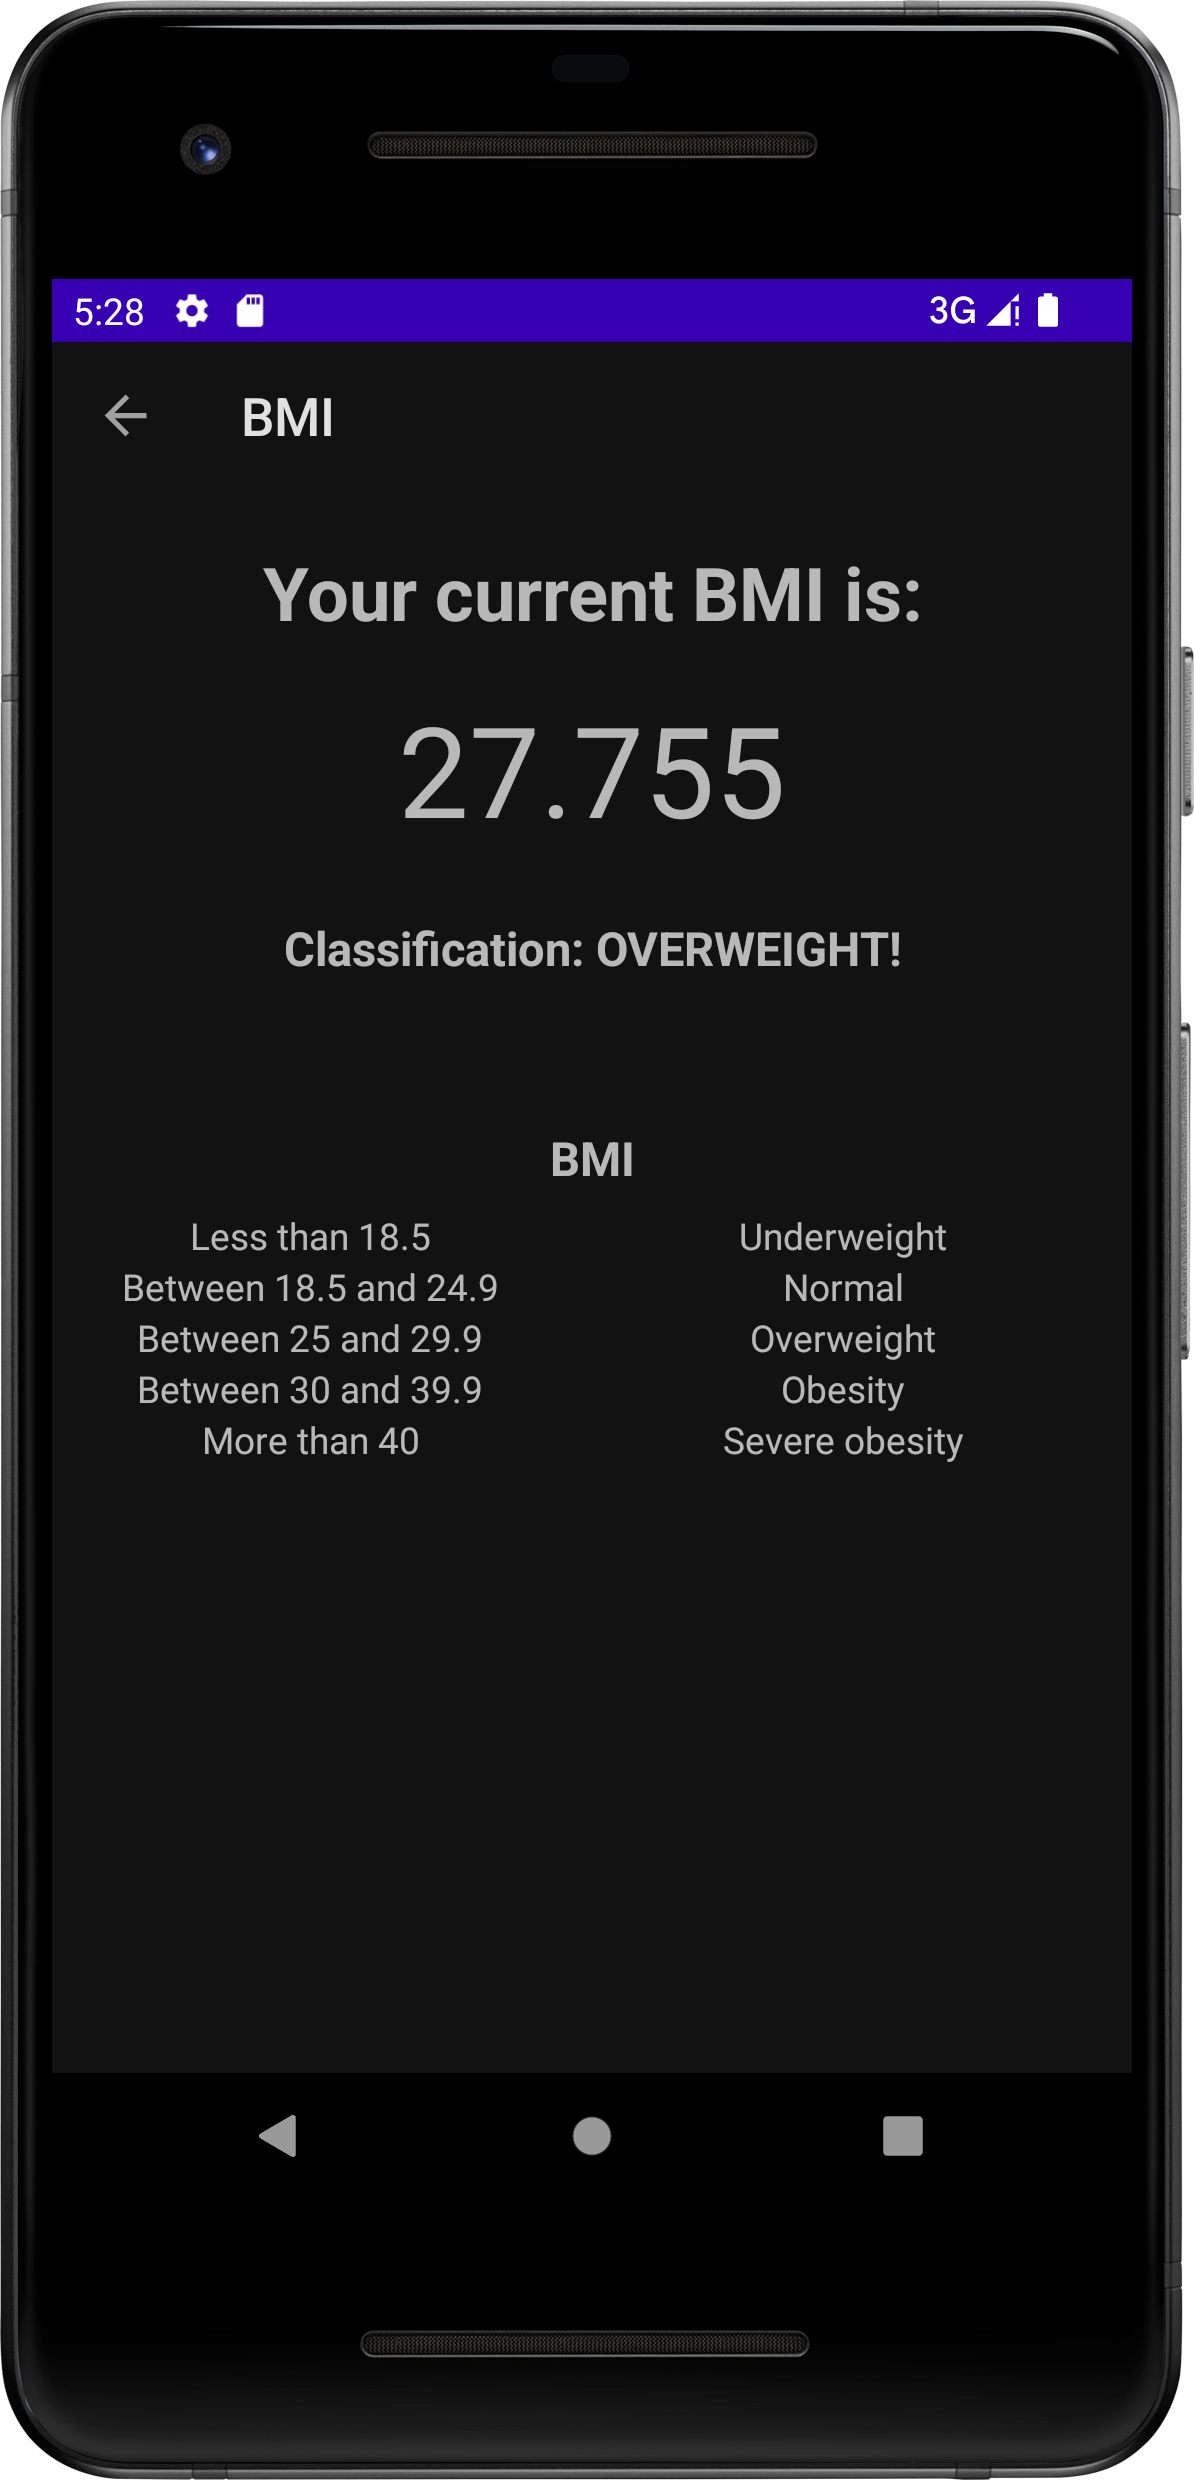 5:28 3G
BMI
Your current BMI is:
27.755
Classification: OVERWEIGHT!
BMI
Less than 18.5 Underweight
Between 18.5 and 24.9 Normal
Between 25 and 29.9 Overweight
Between 30 and 39.9 Obesity
More than 40 Severe obesity